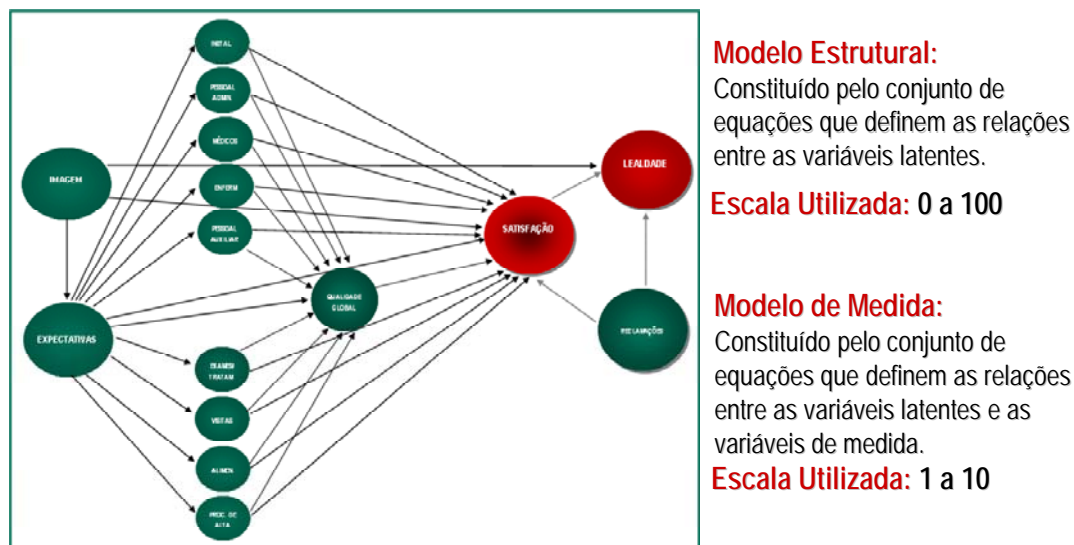 INSTAL
PESSOAL
ADMIN
MÉDICOS
ENFERM
PESSOAL
AUXILIAR
IMAGEM
EXPECTATIVAS
QUALIDADE
GLOBAL
EXAMES/
TRATAM
VISITAS
ALIMEN
PROC. DE
ALTA
SATISFAÇÃO
LEALDADE
RECLAMAÇÕES
Modelo Estrutural:
Constituído pelo conjunto de
equações que definem as relações
entre as variáveis latentes.
Escala Utilizada: 0 a 100
Modelo de Medida:
Constituído pelo conjunto de
equações que definem as relações
entre as variáveis latentes e as
variáveis de medida.
Escala Utilizada: 1 a 10